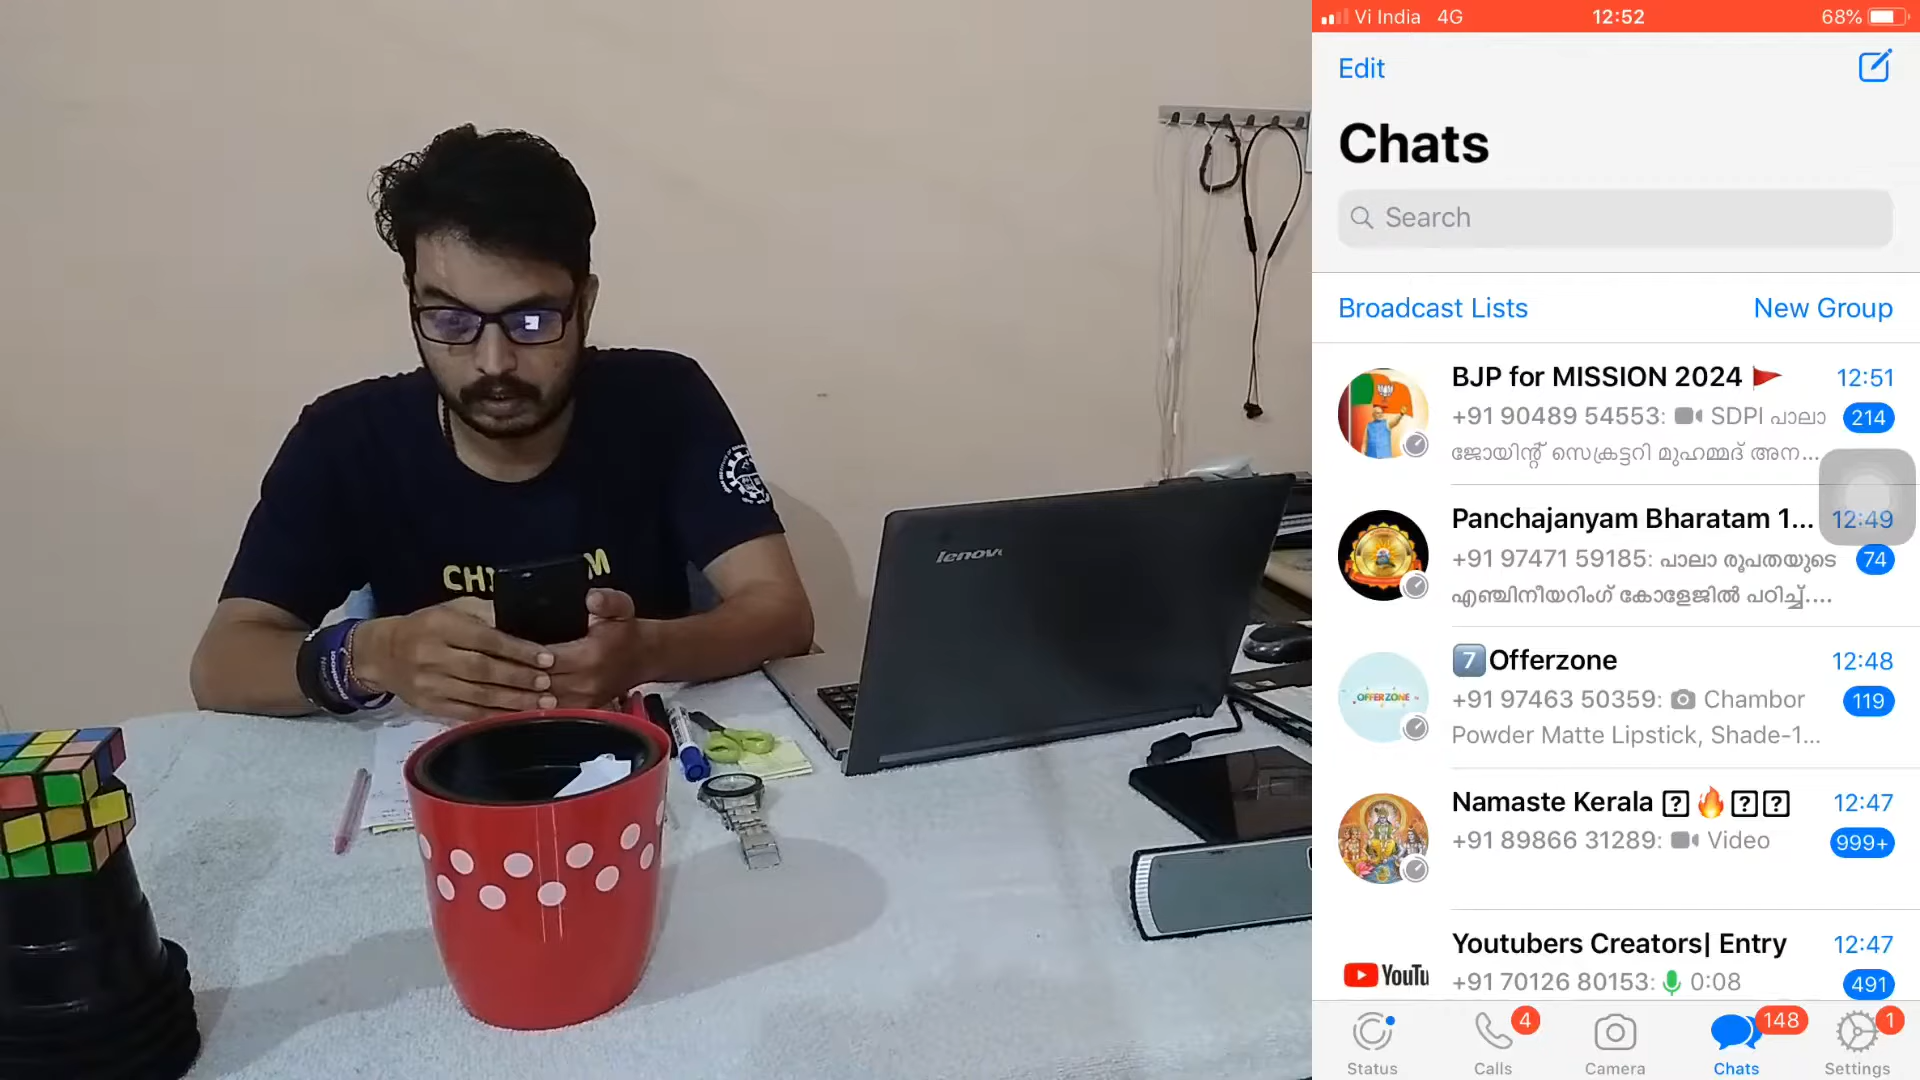 Vi India 4G 12:52 68%
Edit
Chats
Search
Broadcast Lists New Group
BJP for MISSION 2024 🚩 12:51
+91 90489 54553: SDPI പാലാ 214
ജോയിന്റ് സെക്രട്ടറി മുഹമ്മദ് അന...
Panchajanyam Bharatam 1... 12:49
+91 97471 59185: പാലാ രൂപതയുടെ 74
എഞ്ചിനീയറിംഗ് കോളേജിൽ പഠിച്ച്....
7️⃣Offerzone 12:48
OFFERZONE
+91 97463 50359: Chambor 119
Powder Matte Lipstick, Shade-1...
Namaste Kerala 🔥 12:47
+91 89866 31289: Video 999+
Youtubers Creators| Entry 12:47
YouTu
+91 70126 80153: 0:08 491
4 148 1
Status Calls Camera Chats Settings
lenovo